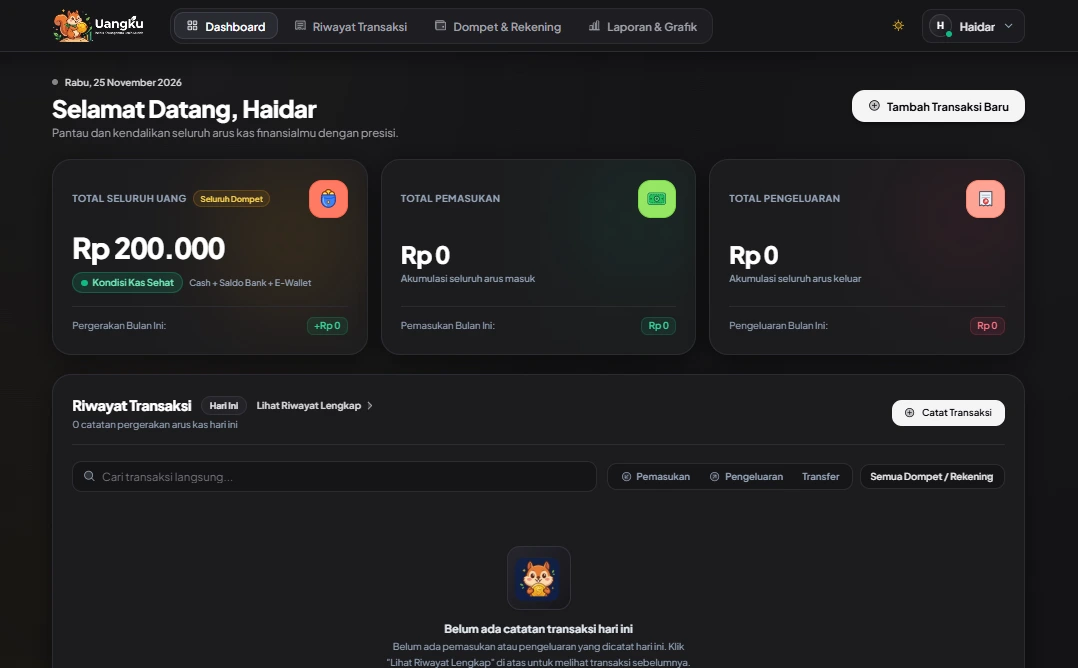 UangKu
Dashboard
Riwayat Transaksi
Dompet & Rekening
Laporan & Grafik
H
Haidar
Rabu, 25 November 2026
Selamat Datang, Haidar
Pantau dan kendalikan seluruh arus kas finansialmu dengan presisi.
Tambah Transaksi Baru
TOTAL SELURUH UANG
Seluruh Dompet
Rp 200.000
Kondisi Kas Sehat
Cash + Saldo Bank + E-Wallet
Pergerakan Bulan Ini:
+Rp 0
TOTAL PEMASUKAN
Rp 0
Akumulasi seluruh arus masuk
Pemasukan Bulan Ini:
Rp 0
TOTAL PENGELUARAN
Rp 0
Akumulasi seluruh arus keluar
Pengeluaran Bulan Ini:
Rp 0
Riwayat Transaksi
Hari Ini
Lihat Riwayat Lengkap
0 catatan pergerakan arus kas hari ini
Catat Transaksi
Cari transaksi langsung...
Pemasukan
Pengeluaran
Transfer
Semua Dompet / Rekening
Belum ada catatan transaksi hari ini
Belum ada pemasukan atau pengeluaran yang dicatat hari ini. Klik
"Lihat Riwayat Lengkap" di atas untuk melihat transaksi sebelumnya.